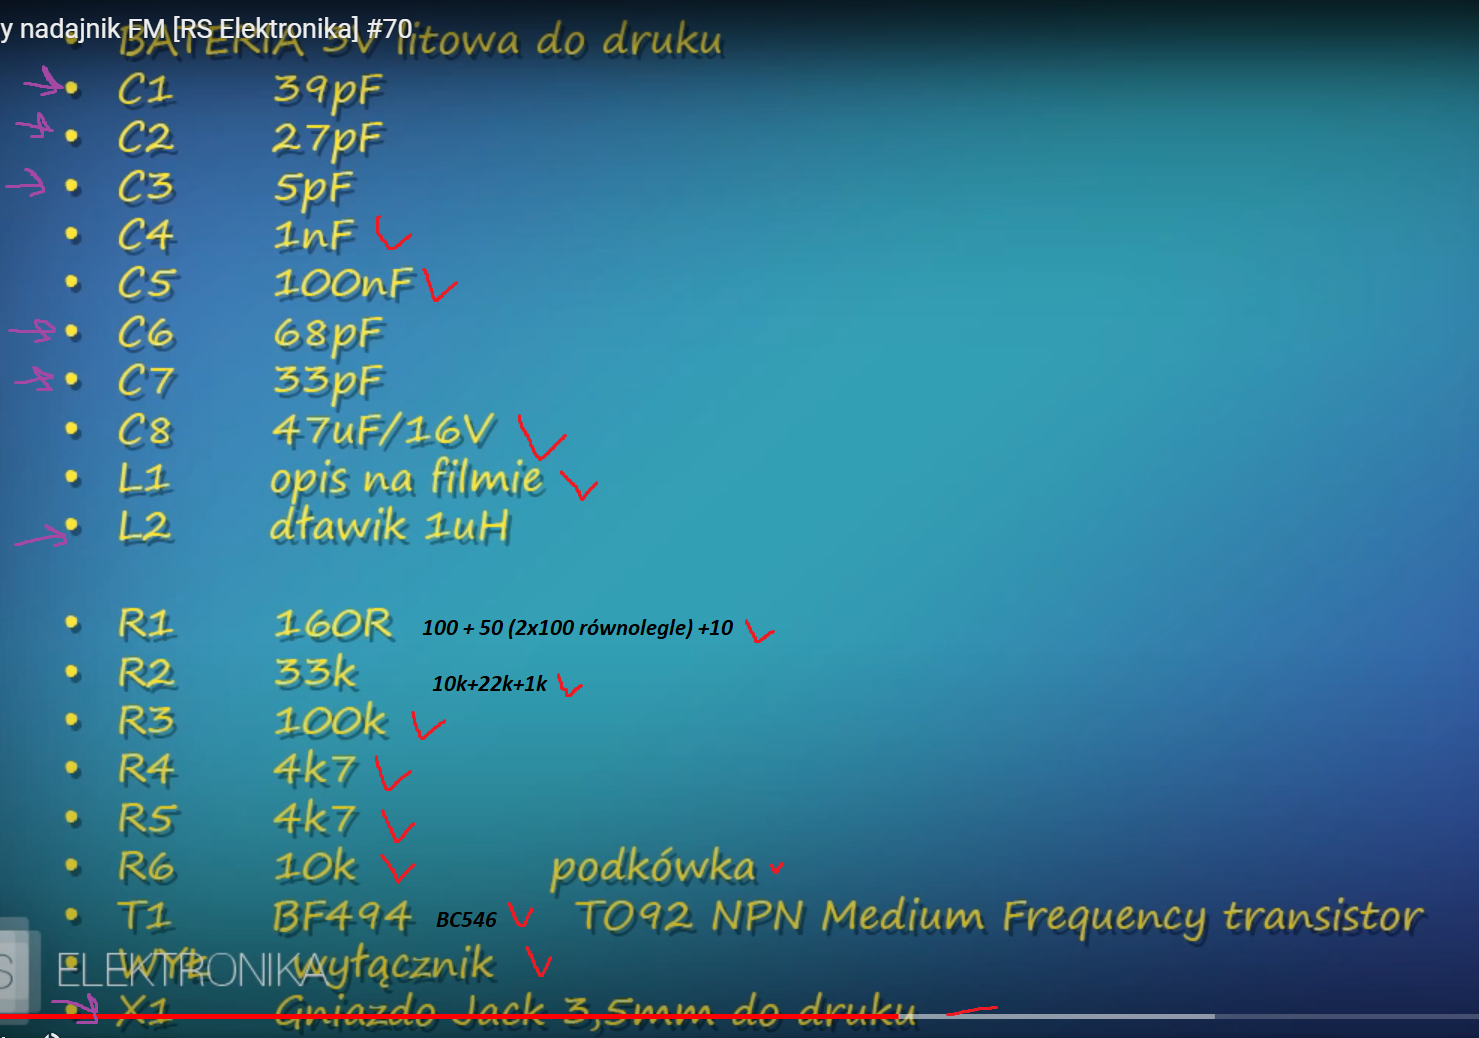 y nadajnik FM [RS Elektronika] #70
BATERIA 3V litowa do druku
C1 39pF
C2 27pF
C3 5pF
C4 1nF
C5 100nF
C6 68pF
C7 33pF
C8 47uF/16V
L1 opis na filmie
L2 dławik 1uH
R1 160R 100 + 50 (2x100 równolegle) +10
R2 33k 10k+22k+1k
R3 100k
R4 4k7
R5 4k7
R6 10k podkówka
T1 BF494 BC546 TO92 NPN Medium Frequency transistor
WYŁ wyłącznik
S ELEKTRONIKA
X1 Gniazdo Jack 3,5mm do druku